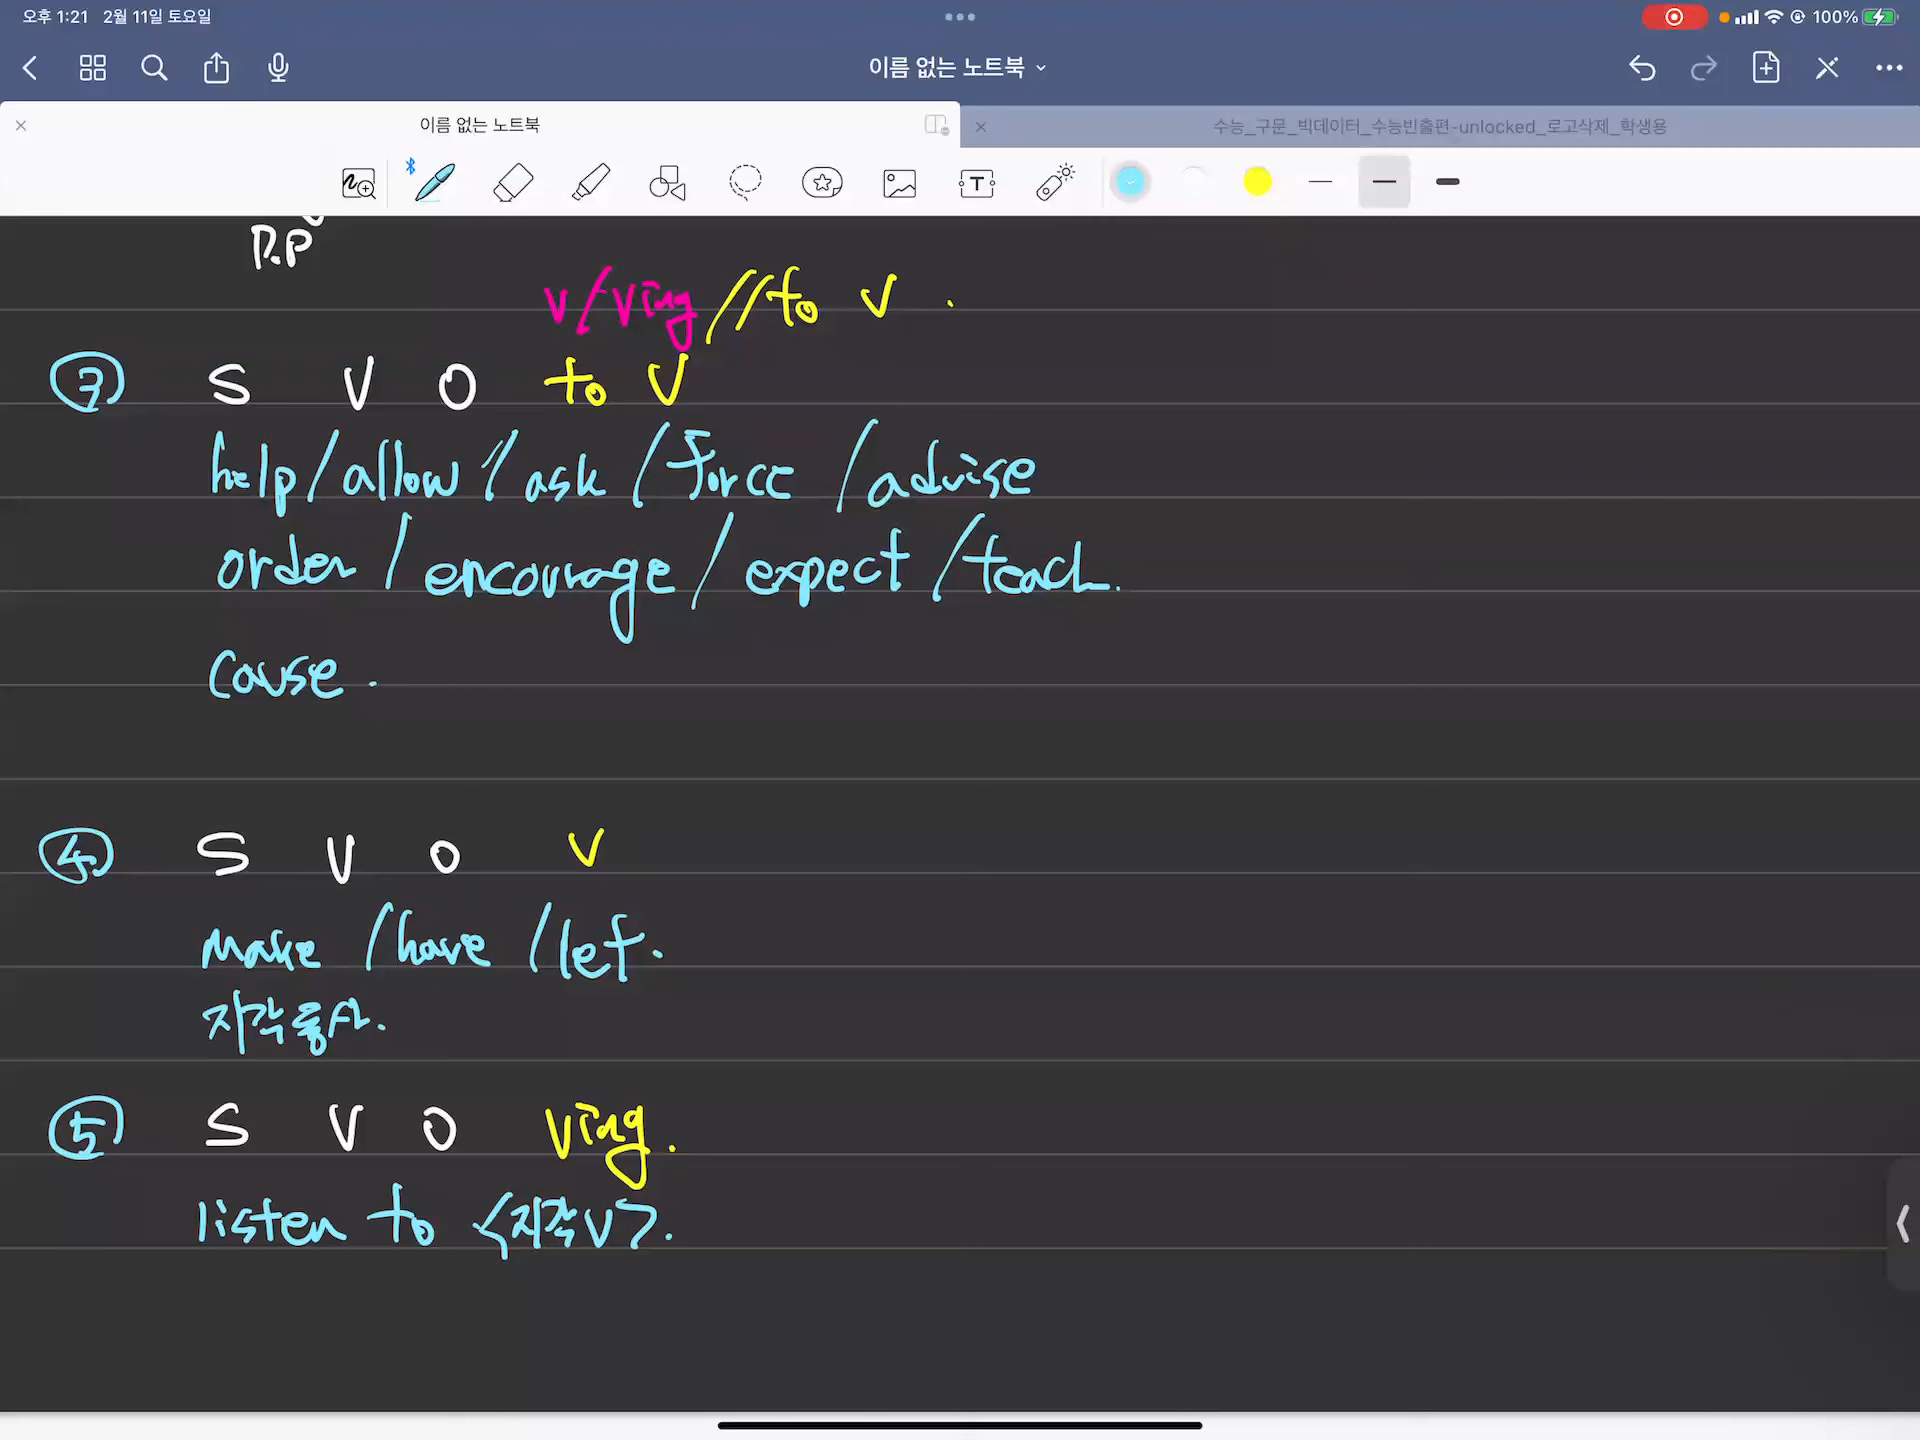 오후 1:21 2월 11일 토요일 100%
이름 없는 노트북
이름 없는 노트북 수능_구문_빅데이터_수능빈출편-unlocked_로고삭제_학생용
P.P
v/ving//to v.
③ S V O to V
help/allow/ask/force/advise
order/encourage/expect/teach.
cause.
④ S V O V
make/have/let.
지각동사.
⑤ S V O Ving.
listen to <지각V>.